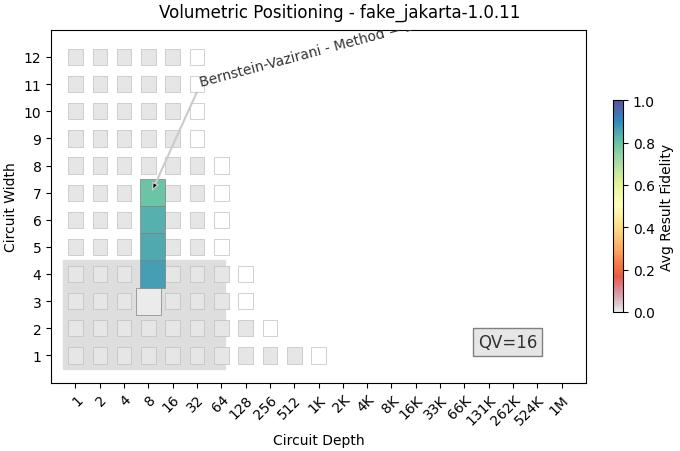 Volumetric Positioning - fake_jakarta-1.0.11
Bernstein-Vazirani - Method =
Circuit Width
12
11
10
9
8
7
6
5
4
3
2
1
QV=16
1
2
4
8
16
32
64
128
256
512
1K
2K
4K
8K
16K
33K
66K
131K
262K
524K
1M
Circuit Depth
1.0
0.8
0.6
0.4
0.2
0.0
Avg Result Fidelity